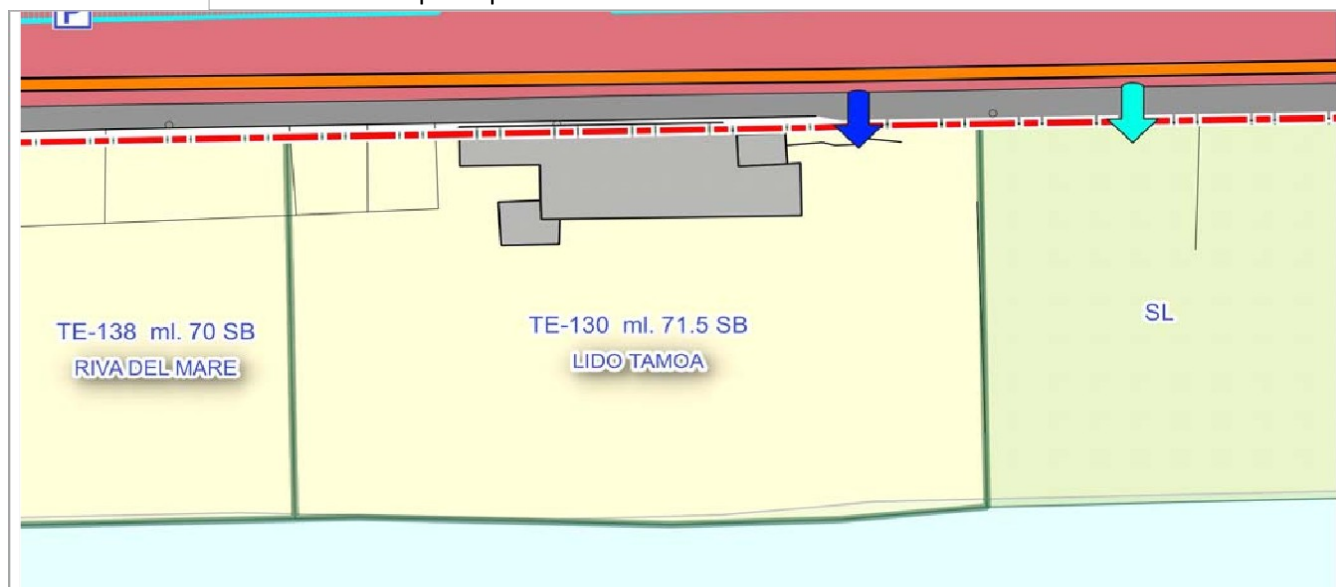 P
TE-138 ml. 70 SB
RIVA DEL MARE
TE-130 ml. 71.5 SB
LIDO TAMOA
SL